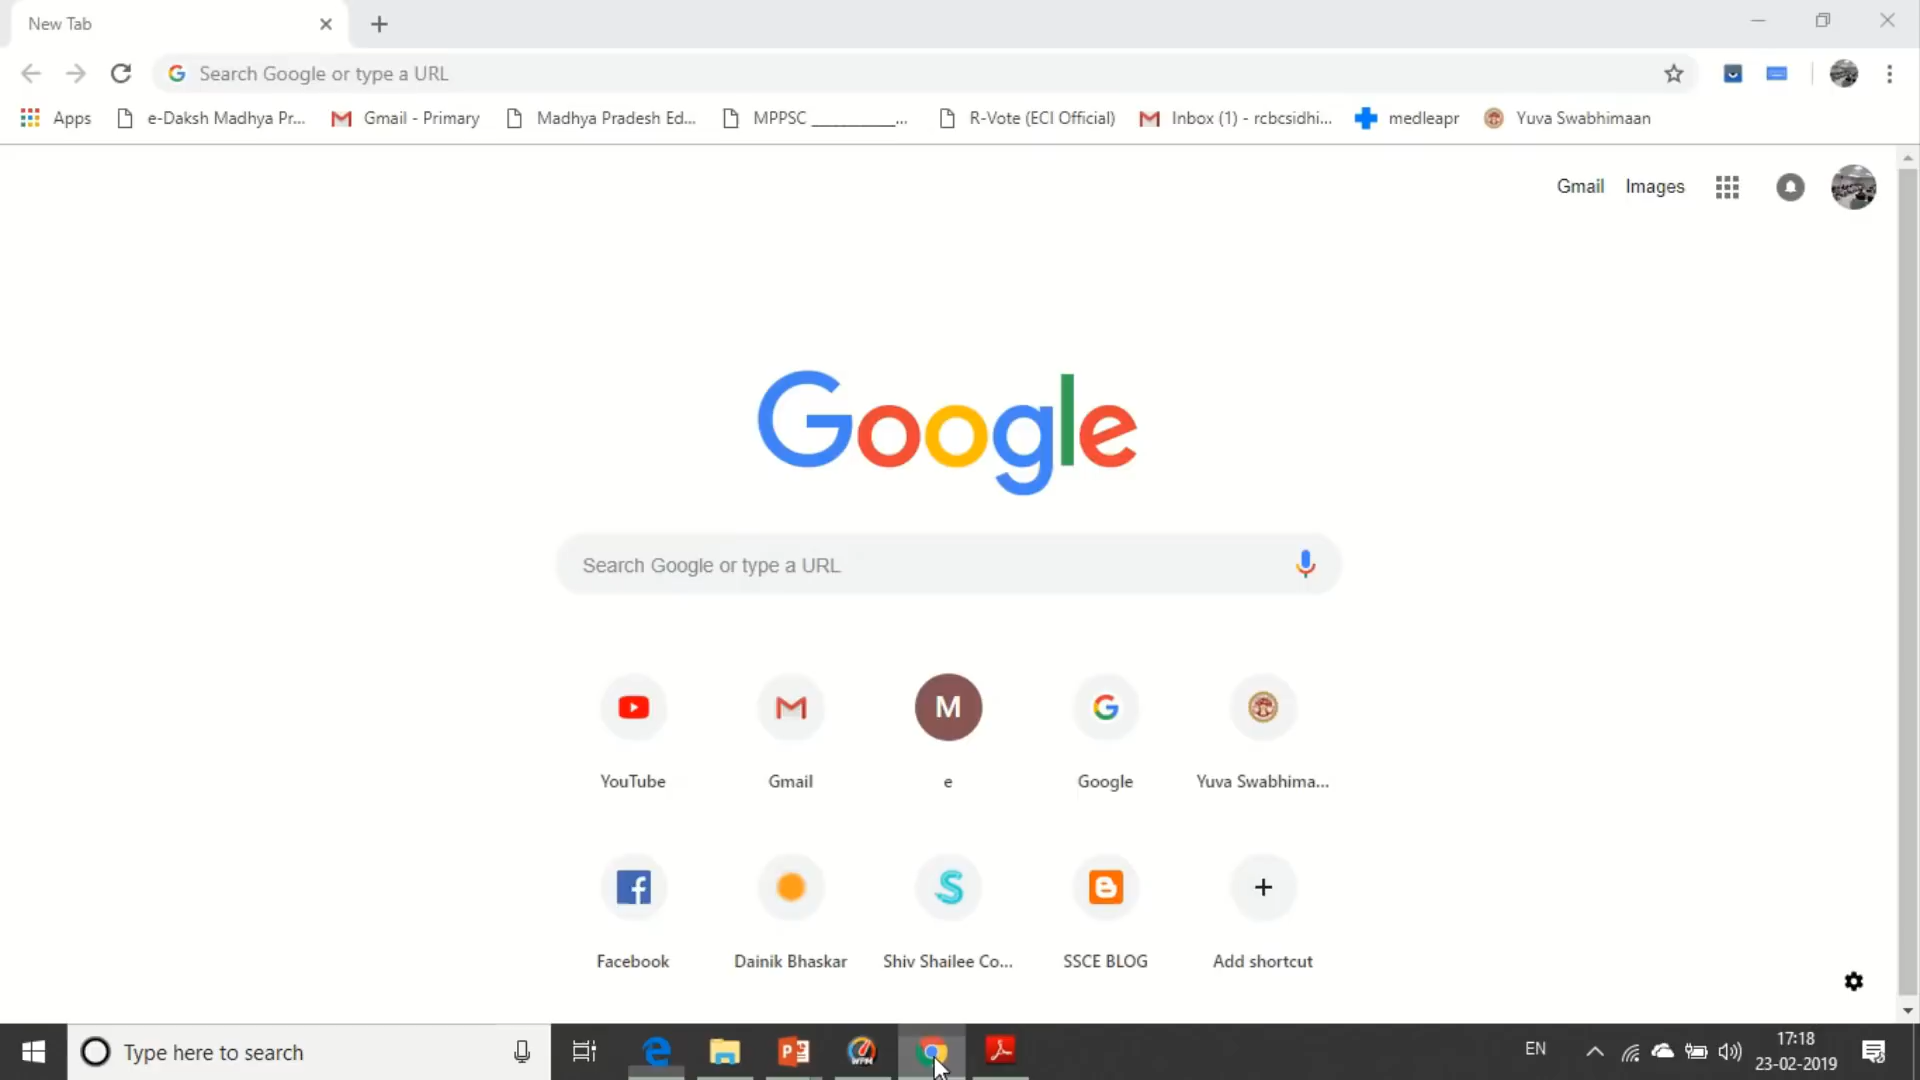 New Tab
Search Google or type a URL
Apps e-Daksh Madhya Pr... Gmail - Primary Madhya Pradesh Ed... MPPSC __________... R-Vote (ECI Official) Inbox (1) - rcbcsidhi... medleapr Yuva Swabhimaan
Gmail Images
Google
Search Google or type a URL
M
YouTube Gmail e Google Yuva Swabhima...
Facebook Dainik Bhaskar Shiv Shailee Co... SSCE BLOG Add shortcut
Type here to search
EN
17:18
23-02-2019